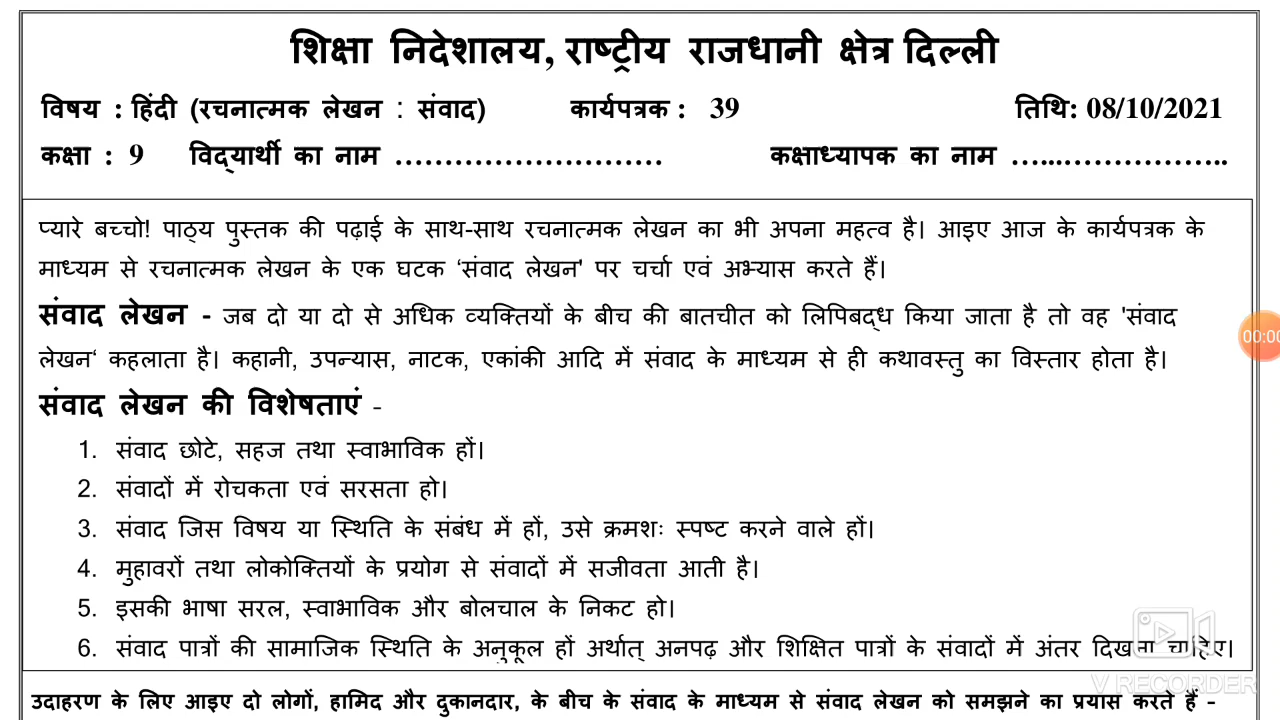 शिक्षा निदेशालय, राष्ट्रीय राजधानी क्षेत्र दिल्ली
विषय : हिंदी (रचनात्मक लेखन : संवाद) कार्यपत्रक : 39 तिथि: 08/10/2021
कक्षा : 9 विद्यार्थी का नाम ………………………… कक्षाध्यापक का नाम …...……………..
प्यारे बच्चो! पाठ्य पुस्तक की पढ़ाई के साथ-साथ रचनात्मक लेखन का भी अपना महत्व है। आइए आज के कार्यपत्रक के
माध्यम से रचनात्मक लेखन के एक घटक ‘संवाद लेखन' पर चर्चा एवं अभ्यास करते हैं।
संवाद लेखन - जब दो या दो से अधिक व्यक्तियों के बीच की बातचीत को लिपिबद्ध किया जाता है तो वह 'संवाद
लेखन‘ कहलाता है। कहानी, उपन्यास, नाटक, एकांकी आदि में संवाद के माध्यम से ही कथावस्तु का विस्तार होता है।
00:00
संवाद लेखन की विशेषताएं -
1. संवाद छोटे, सहज तथा स्वाभाविक हों।
2. संवादों में रोचकता एवं सरसता हो।
3. संवाद जिस विषय या स्थिति के संबंध में हों, उसे क्रमशः स्पष्ट करने वाले हों।
4. मुहावरों तथा लोकोक्तियों के प्रयोग से संवादों में सजीवता आती है।
5. इसकी भाषा सरल, स्वाभाविक और बोलचाल के निकट हो।
6. संवाद पात्रों की सामाजिक स्थिति के अनुकूल हों अर्थात् अनपढ़ और शिक्षित पात्रों के संवादों में अंतर दिखना चाहिए।
V RECORDER
उदाहरण के लिए आइए दो लोगों, हामिद और दुकानदार, के बीच के संवाद के माध्यम से संवाद लेखन को समझने का प्रयास करते हैं –